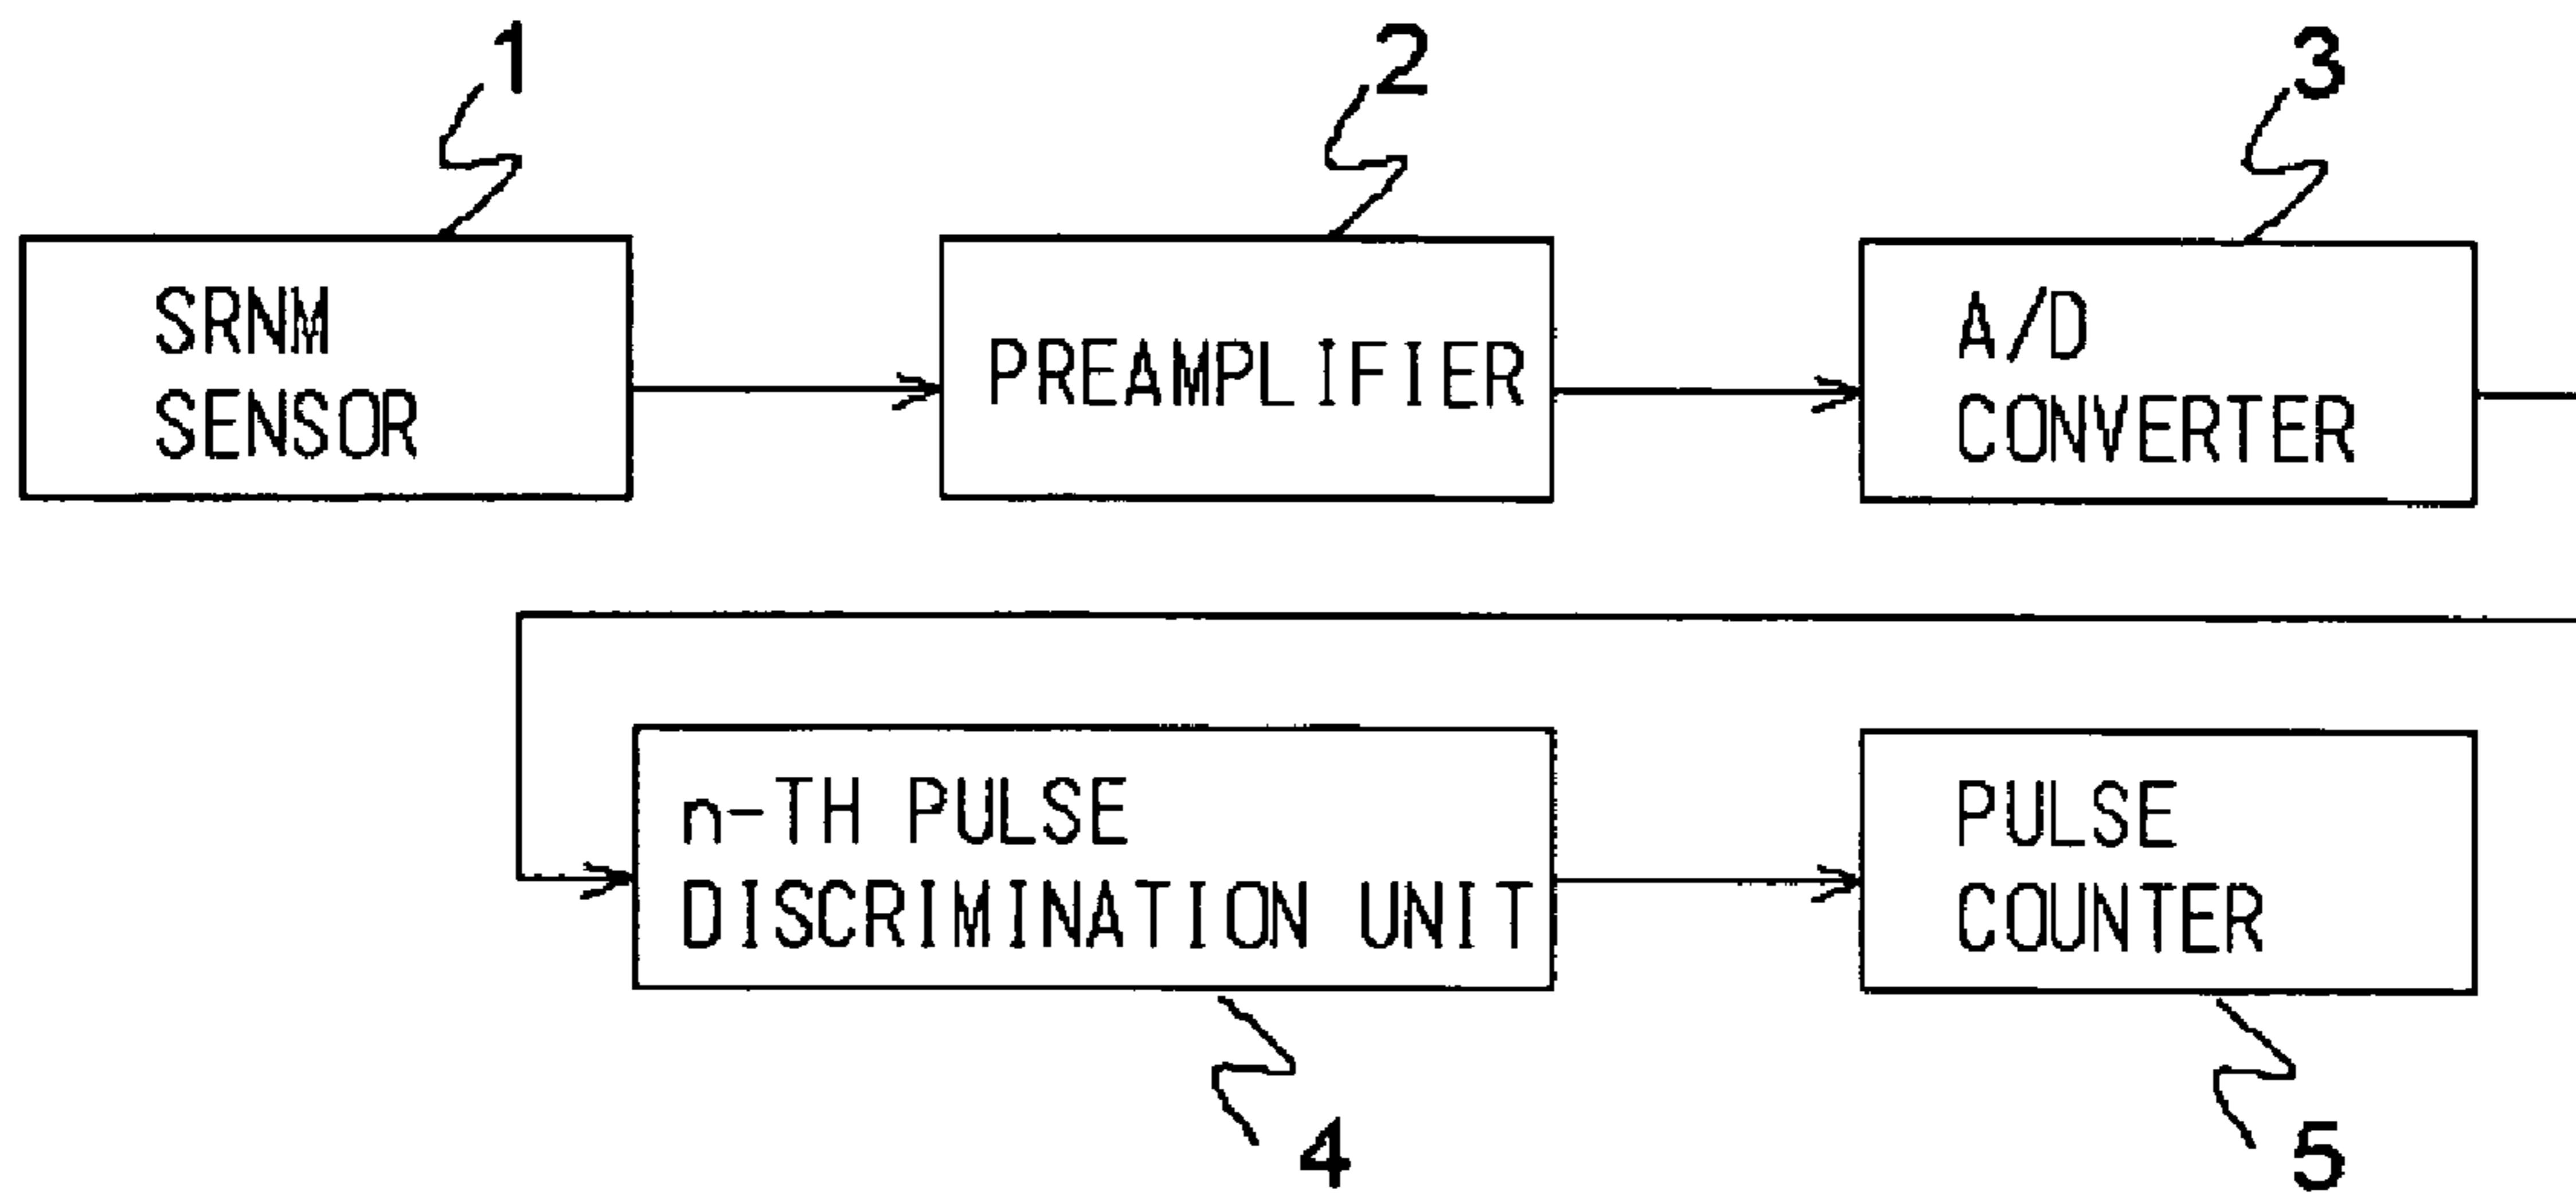 1
2
3
SRNM
SENSOR
PREAMPLIFIER
A/D
CONVERTER
n-TH PULSE
DISCRIMINATION UNIT
PULSE
COUNTER
4
5